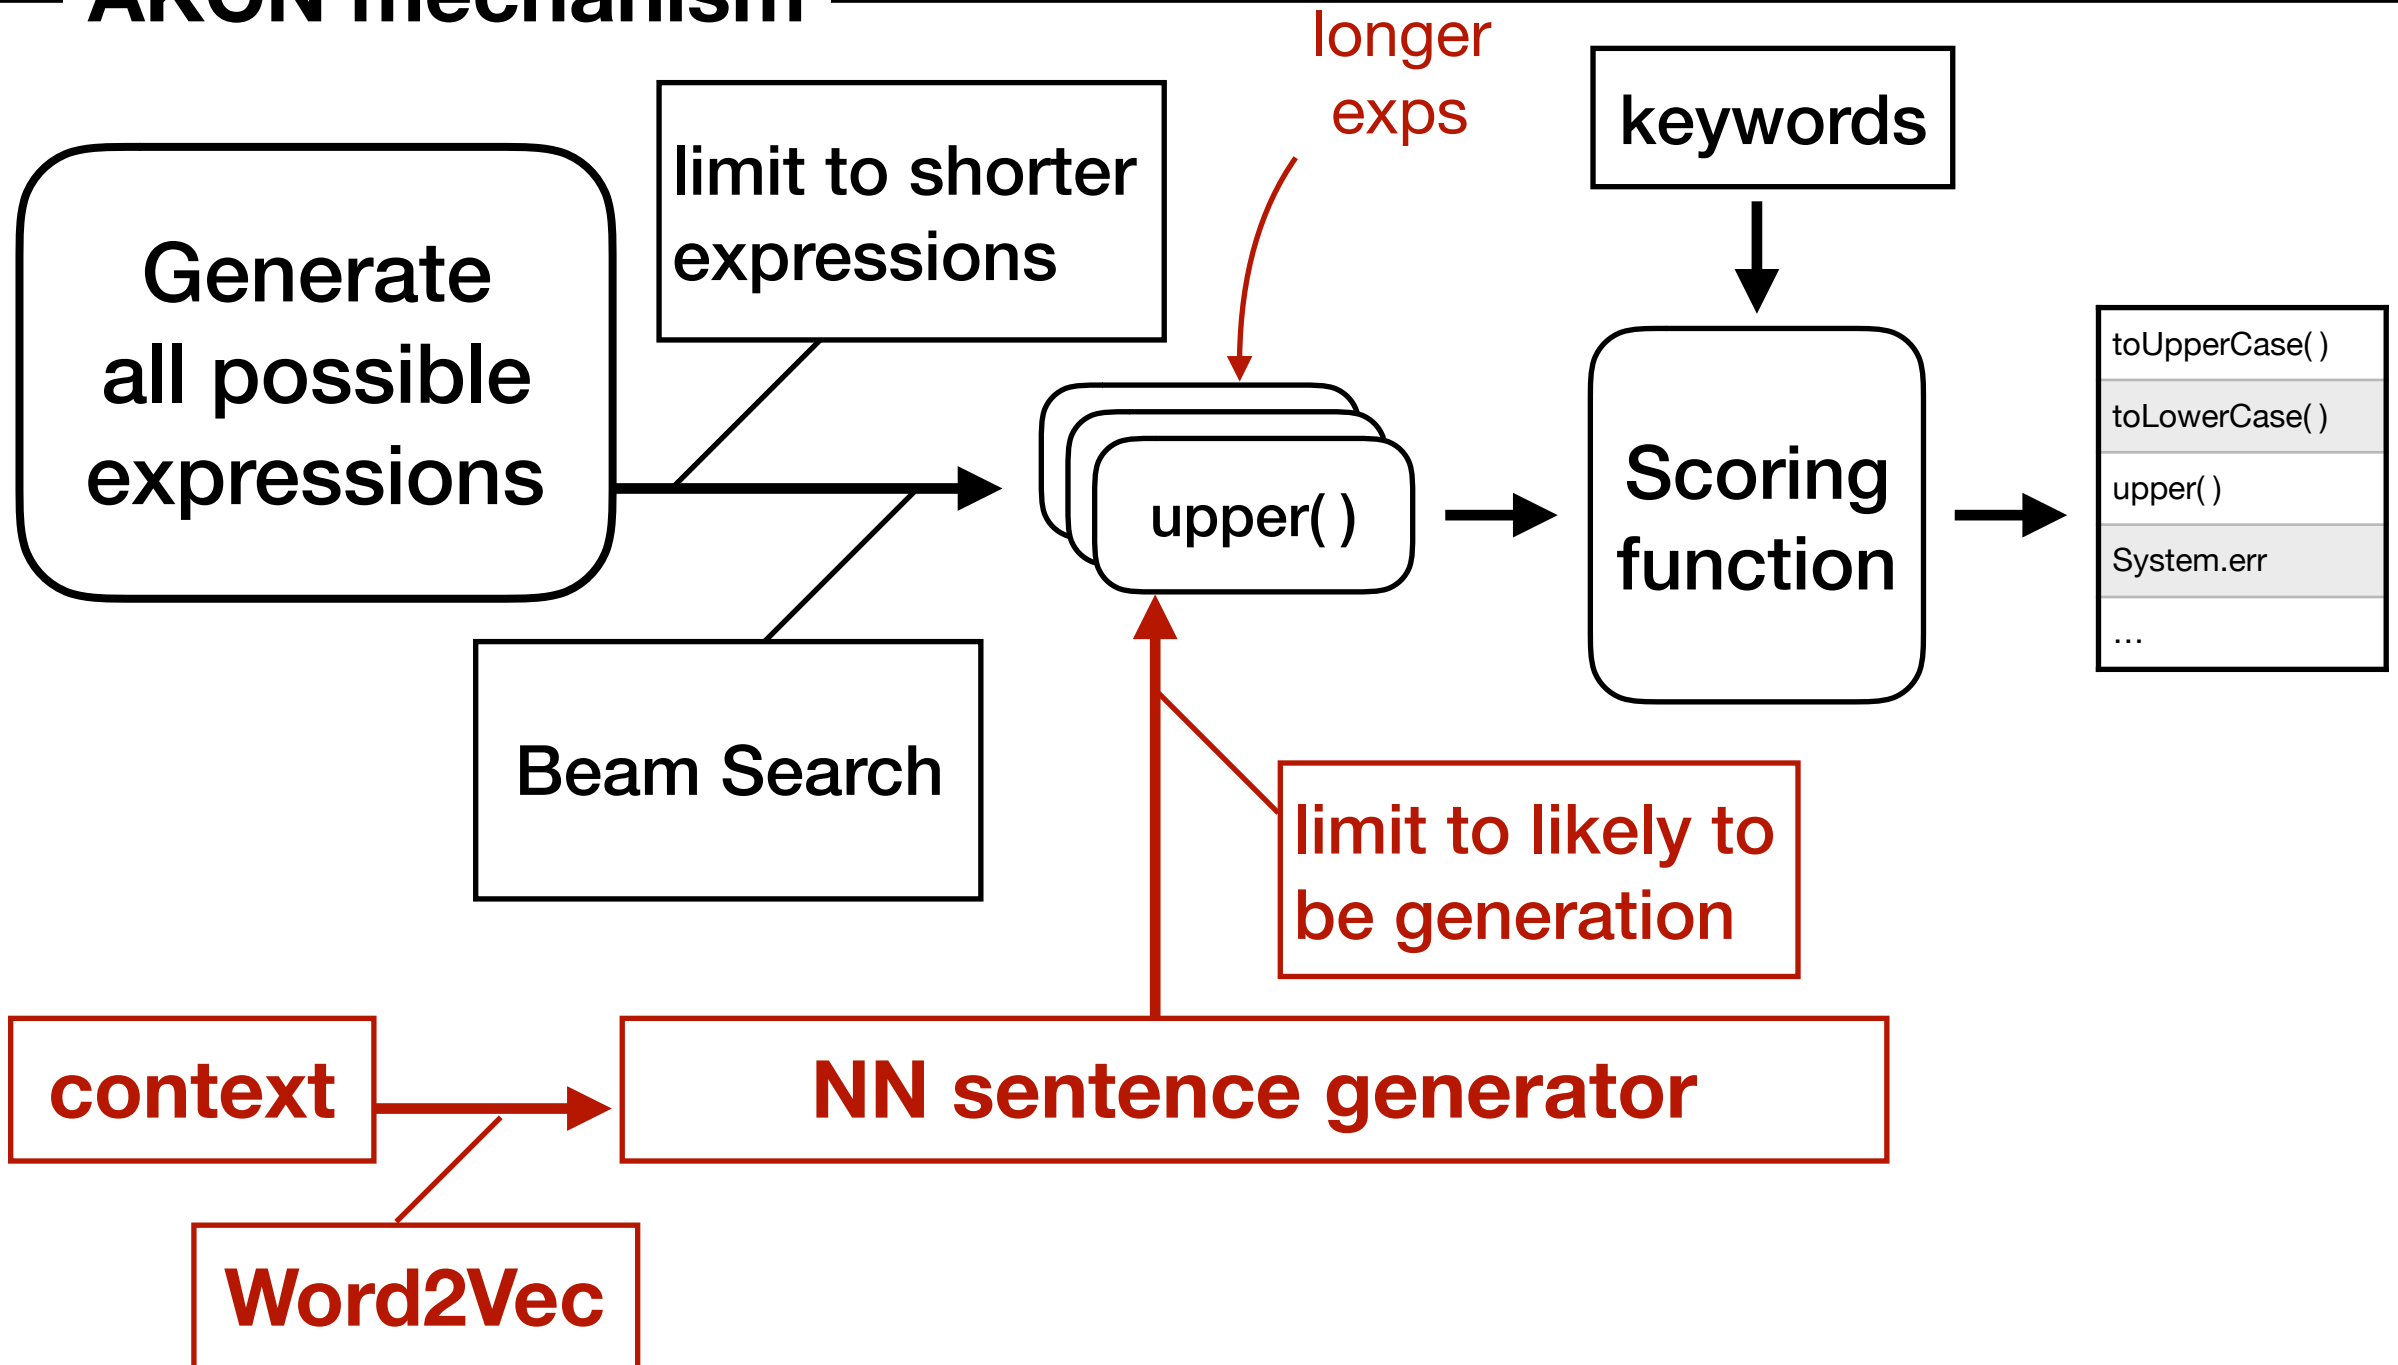 mechanism
longer
exps
keywords
limit to shorter
expressions
Generate
all possible
expressions
upper( )
Scoring
function
toUpperCase( )
toLowerCase( )
upper( )
System.err
...
Beam Search
limit to likely to
be generation
context
NN sentence generator
Word2Vec